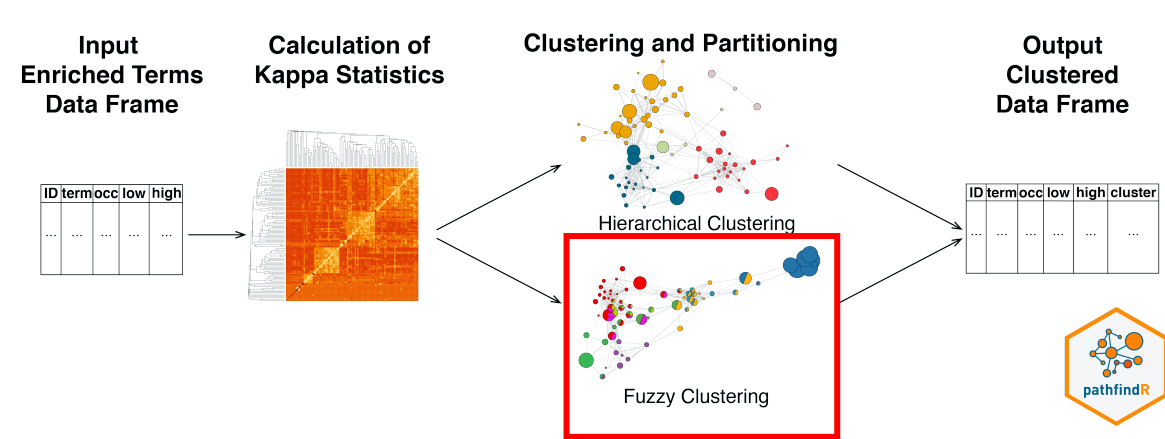 Input
Enriched Terms
Data Frame
Calculation of
Kappa Statistics
Clustering and Partitioning
Output
Clustered
Data Frame
ID term occ low high
... ... ... ... ...
Hierarchical Clustering
Fuzzy Clustering
ID term occ low high cluster
... ... ... ... ... ...
pathfindR